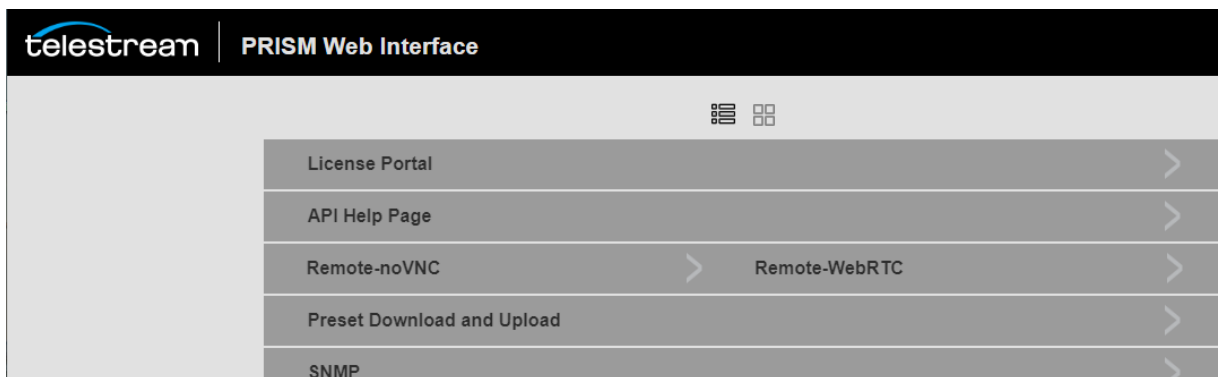 telestream PRISM Web Interface
License Portal
API Help Page
Remote-noVNC Remote-WebRTC
Preset Download and Upload
SNMP